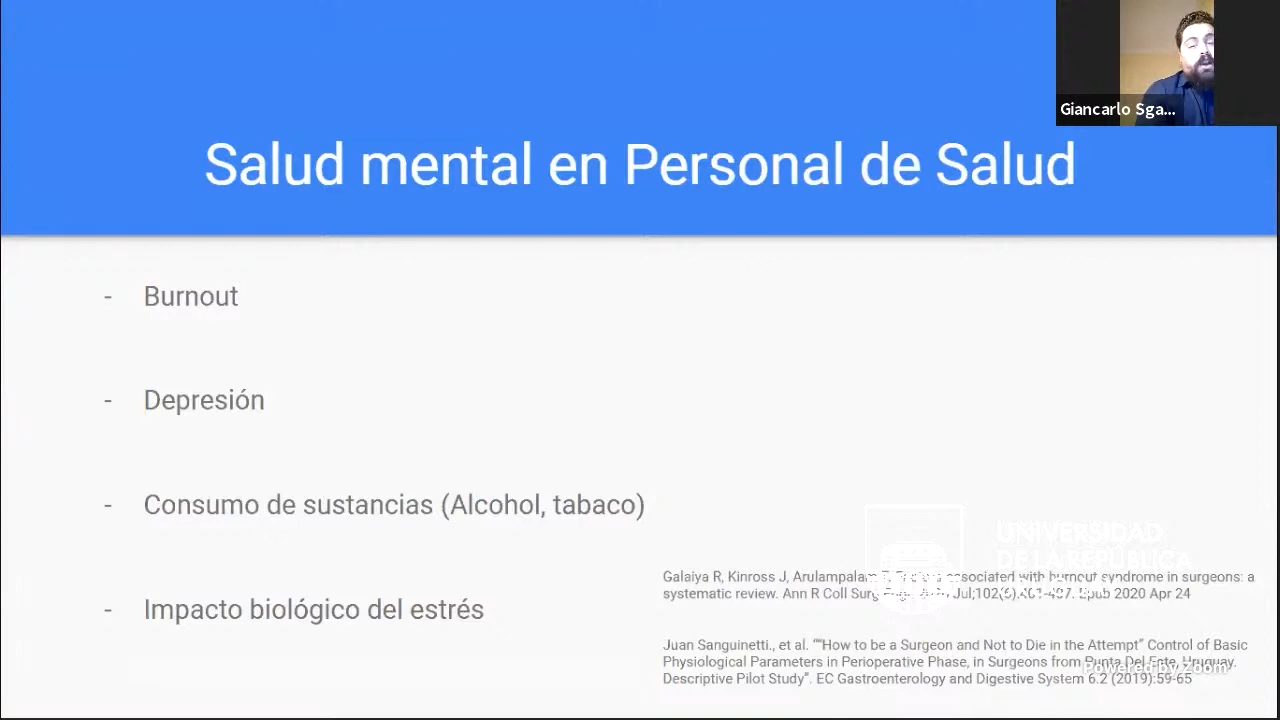 Giancarlo Sga...
Salud mental en Personal de Salud
- Burnout
- Depresión
- Consumo de sustancias (Alcohol, tabaco)
- Impacto biológico del estrés
UNIVERSIDAD
DE LA REPÚBLICA
Galaiya R, Kinross J, Arulampalam associated with burnout syndrome in surgeons: a
systematic review. Ann R Coll Surg Jul;102(6):401-407. Epub 2020 Apr 24
Juan Sanguinetti., et al. ““How to be a Surgeon and Not to Die in the Attempt” Control of Basic
Physiological Parameters in Perioperative Phase, in Surgeons from Punta Del Este, Uruguay.
Descriptive Pilot Study”. EC Gastroenterology and Digestive System 6.2 (2019):59-65
Powered by Zoom